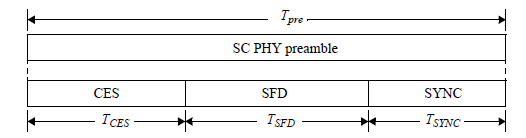 T_pre
SC PHY preamble
CES SFD SYNC
T_CES T_SFD T_SYNC